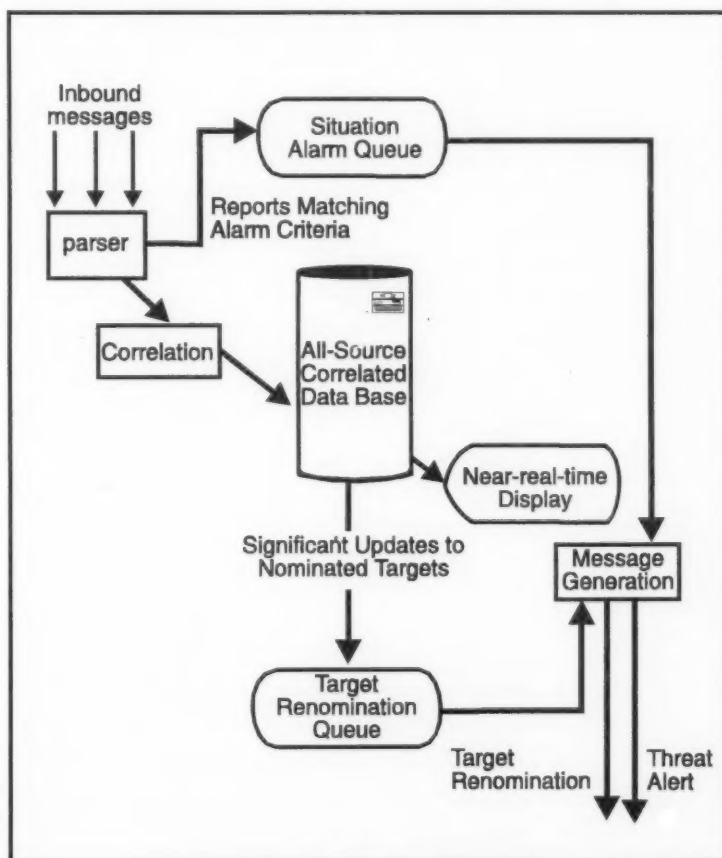 Inbound
messages
Situation
Alarm Queue
Reports Matching
Alarm Criteria
parser
Correlation
All-Source
Correlated
Data Base
Near-real-time
Display
Significant Updates to
Nominated Targets
Message
Generation
Target
Renomination
Queue
Target
Renomination
Threat
Alert